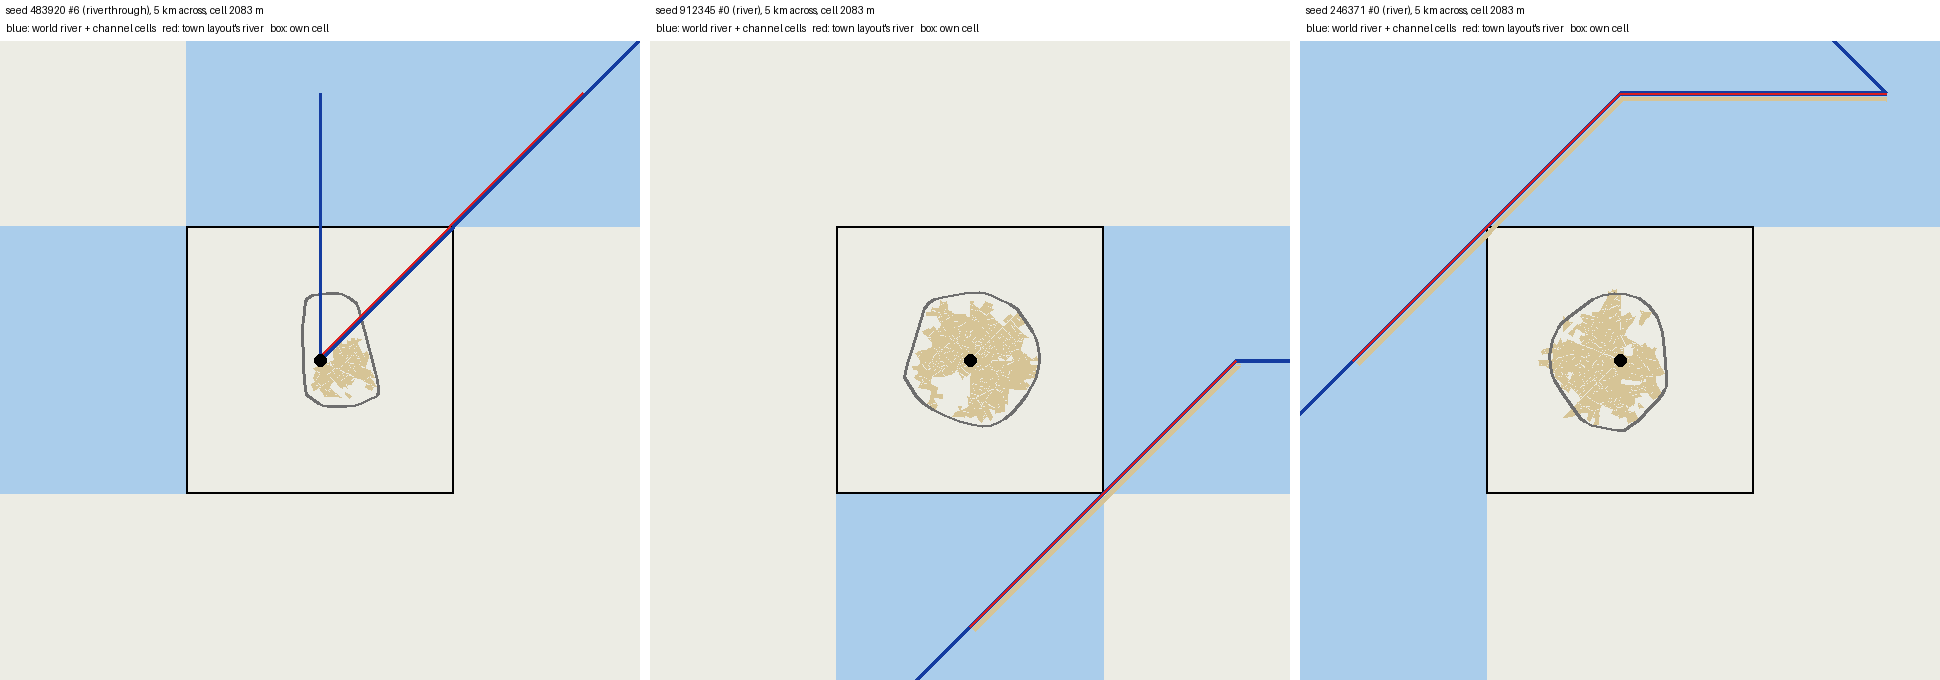 seed 483920 #6 (riverthrough), 5 km across, cell 2083 m
blue: world river + channel cells  red: town layout's river  box: own cell
seed 912345 #0 (river), 5 km across, cell 2083 m
blue: world river + channel cells  red: town layout's river  box: own cell
seed 246371 #0 (river), 5 km across, cell 2083 m
blue: world river + channel cells  red: town layout's river  box: own cell